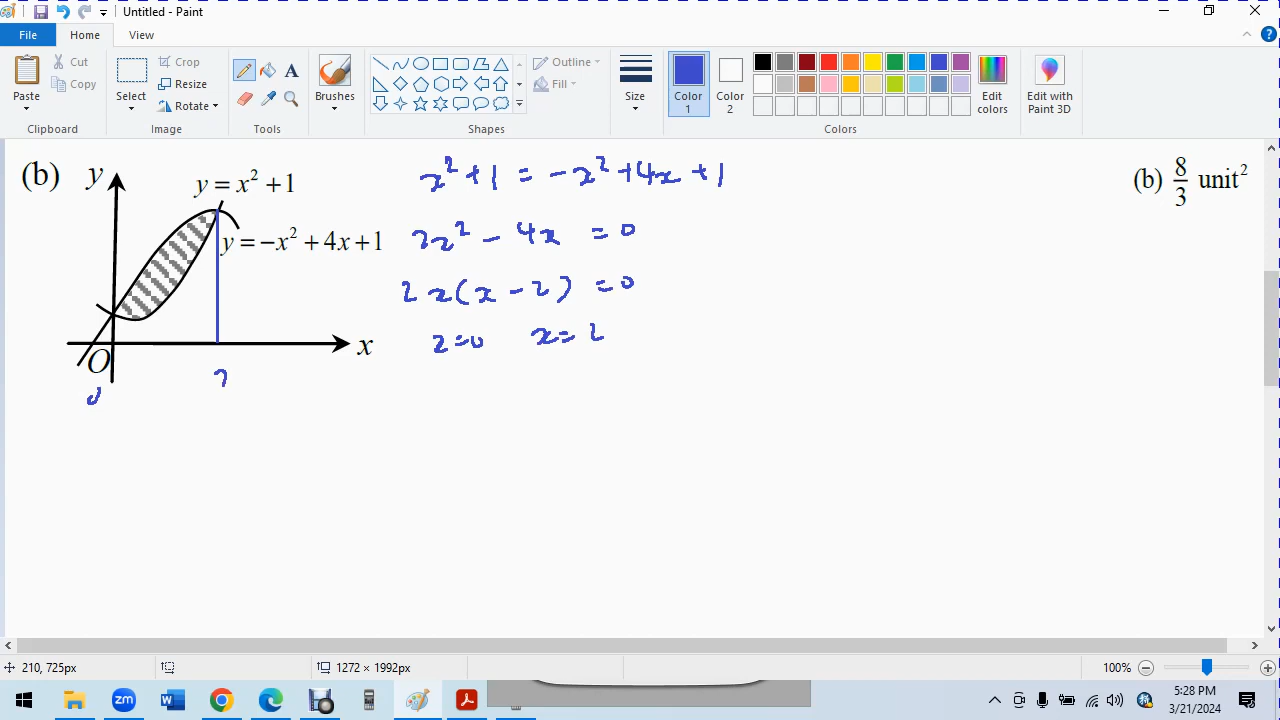 Untitled - Paint
File Home View
Paste Cut Copy
Clipboard
Select Crop Resize Rotate
Image
Tools
Brushes
Shapes
Outline
Fill
Size
Color 1
Color 2
Edit colors
Colors
Edit with Paint 3D
(b) y
y = x² + 1
y = −x² + 4x + 1
O
x
0
2
x² + 1 = −x² + 4x + 1
2x² − 4x = 0
2x(x − 2) = 0
x=0 x=2
(b) 8/3 unit²
210, 725px
1272 × 1992px
100%
zm
W
5:28 PM
3/21/2024